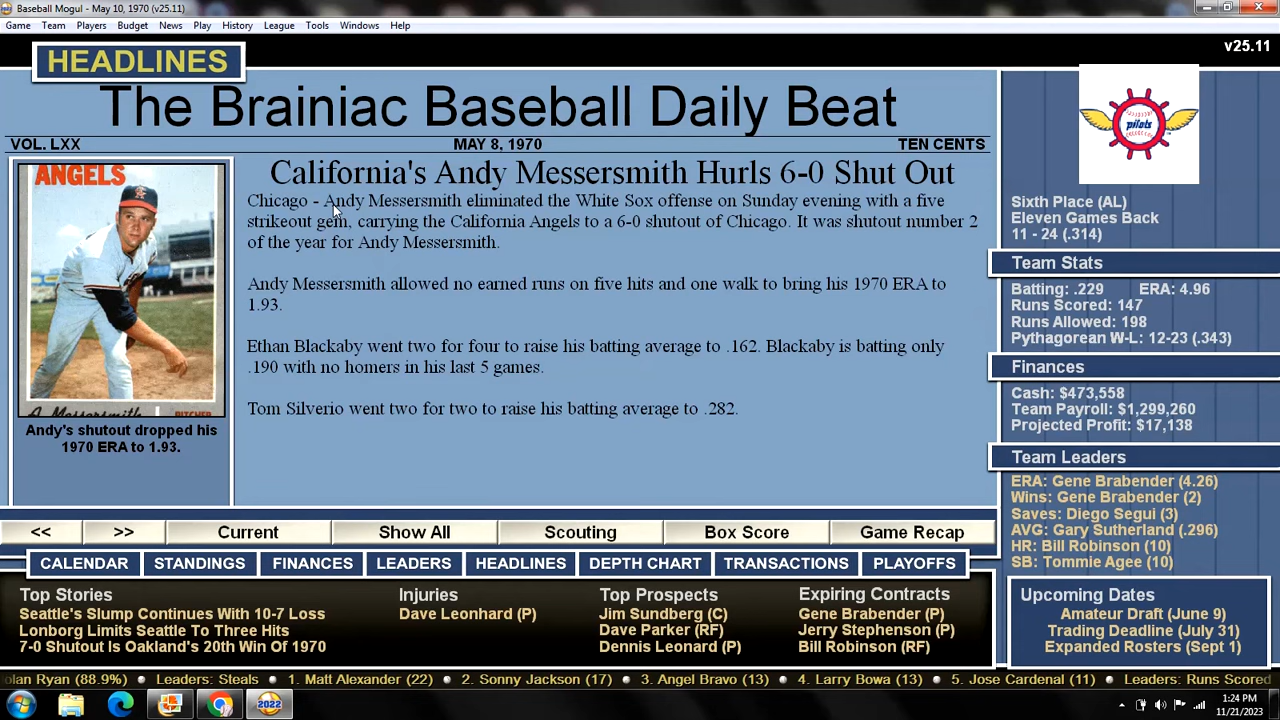 Baseball Mogul - May 10, 1970 (v25.11)
Game Team Players Budget News Play History League Tools Windows Help
HEADLINES
v25.11
The Brainiac Baseball Daily Beat
VOL. LXX MAY 8, 1970 TEN CENTS
ANGELS
A. Messersmith PITCHER
Andy's shutout dropped his
1970 ERA to 1.93.
California's Andy Messersmith Hurls 6-0 Shut Out
Chicago - Andy Messersmith eliminated the White Sox offense on Sunday evening with a five
strikeout gem, carrying the California Angels to a 6-0 shutout of Chicago. It was shutout number 2
of the year for Andy Messersmith.
Andy Messersmith allowed no earned runs on five hits and one walk to bring his 1970 ERA to
1.93.
Ethan Blackaby went two for four to raise his batting average to .162. Blackaby is batting only
.190 with no homers in his last 5 games.
Tom Silverio went two for two to raise his batting average to .282.
pilots
Sixth Place (AL)
Eleven Games Back
11 - 24 (.314)
Team Stats
Batting: .229 ERA: 4.96
Runs Scored: 147
Runs Allowed: 198
Pythagorean W-L: 12-23 (.343)
Finances
Cash: $473,558
Team Payroll: $1,299,260
Projected Profit: $17,138
Team Leaders
ERA: Gene Brabender (4.26)
Wins: Gene Brabender (2)
Saves: Diego Segui (3)
AVG: Gary Sutherland (.296)
HR: Bill Robinson (10)
SB: Tommie Agee (10)
<< >> Current Show All Scouting Box Score Game Recap
CALENDAR STANDINGS FINANCES LEADERS HEADLINES DEPTH CHART TRANSACTIONS PLAYOFFS
Top Stories
Seattle's Slump Continues With 10-7 Loss
Lonborg Limits Seattle To Three Hits
7-0 Shutout Is Oakland's 20th Win Of 1970
Injuries
Dave Leonhard (P)
Top Prospects
Jim Sundberg (C)
Dave Parker (RF)
Dennis Leonard (P)
Expiring Contracts
Gene Brabender (P)
Jerry Stephenson (P)
Bill Robinson (RF)
Upcoming Dates
Amateur Draft (June 9)
Trading Deadline (July 31)
Expanded Rosters (Sept 1)
olan Ryan (88.9%) Leaders: Steals 1. Matt Alexander (22) 2. Sonny Jackson (17) 3. Angel Bravo (13) 4. Larry Bowa (13) 5. Jose Cardenal (11) Leaders: Runs Scored
2022
1:24 PM
11/21/2023